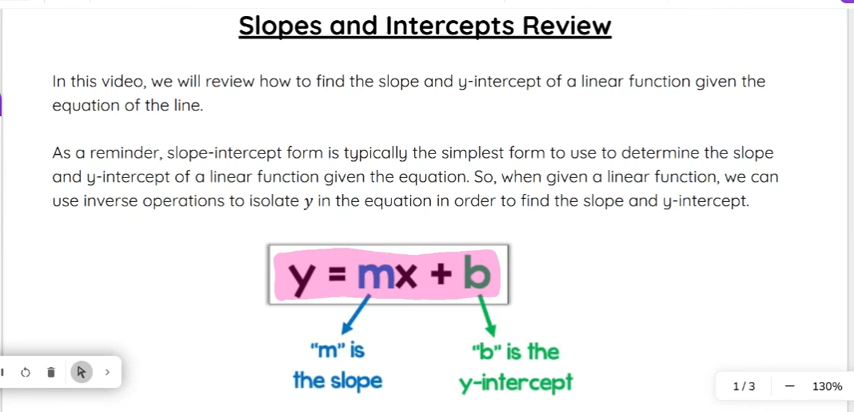 Slopes and Intercepts Review
In this video, we will review how to find the slope and y-intercept of a linear function given the
equation of the line.
As a reminder, slope-intercept form is typically the simplest form to use to determine the slope
and y-intercept of a linear function given the equation. So, when given a linear function, we can
use inverse operations to isolate y in the equation in order to find the slope and y-intercept.
y = mx + b
"m" is
the slope
"b" is the
y-intercept
1 / 3 — 130%